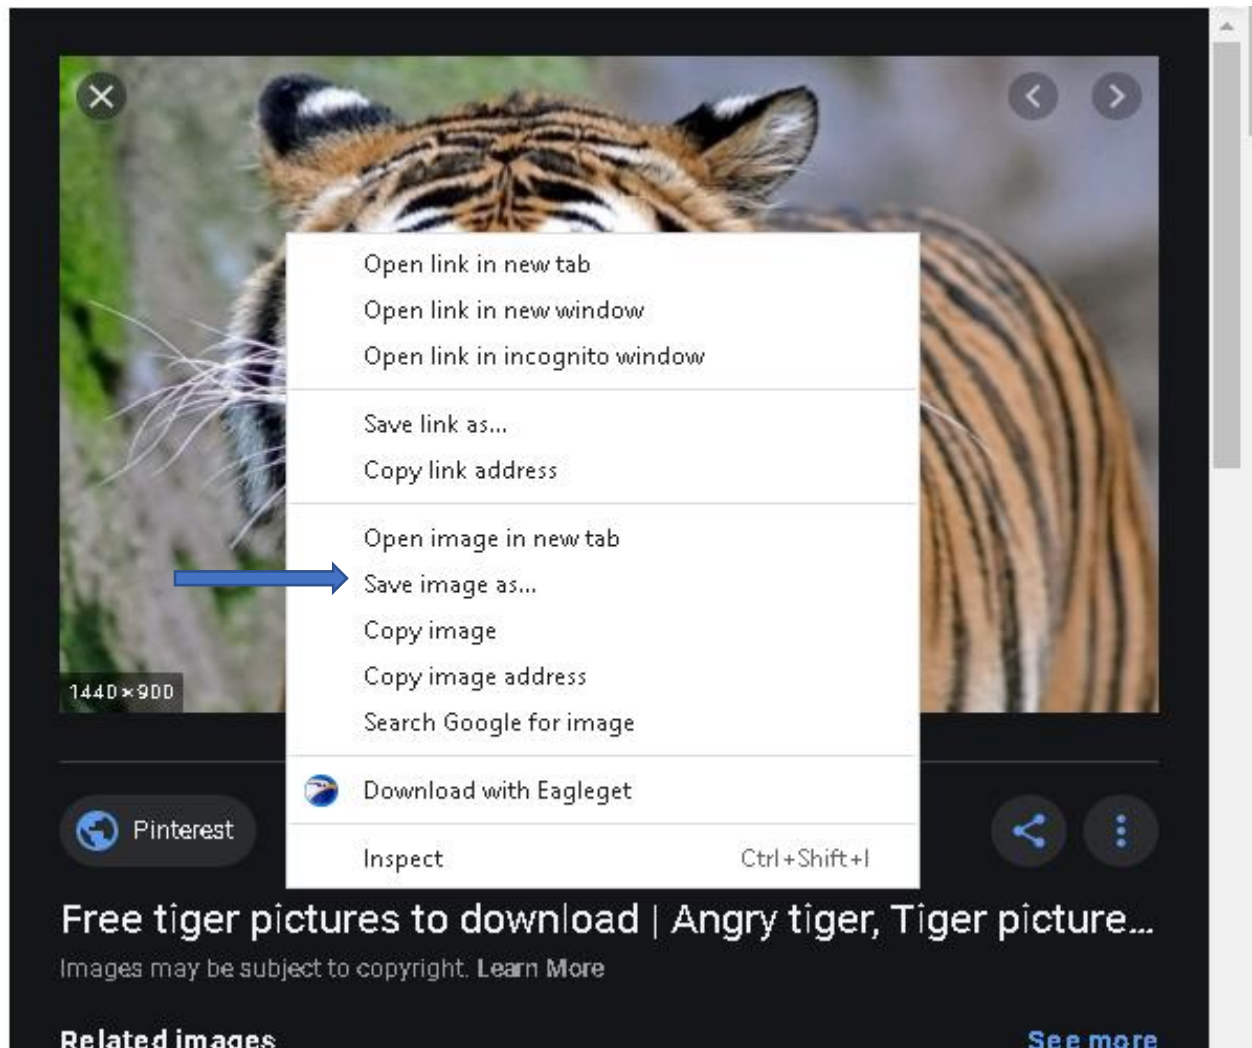 Open link in new tab
Open link in new window
Open link in incognito window
Save link as...
Copy link address
Open image in new tab
Save image as...
Copy image
Copy image address
Search Google for image
1440×900
Download with Eagleget
Inspect Ctrl+Shift+I
Pinterest
Free tiger pictures to download | Angry tiger, Tiger picture...
Images may be subject to copyright. Learn More
Related images See more